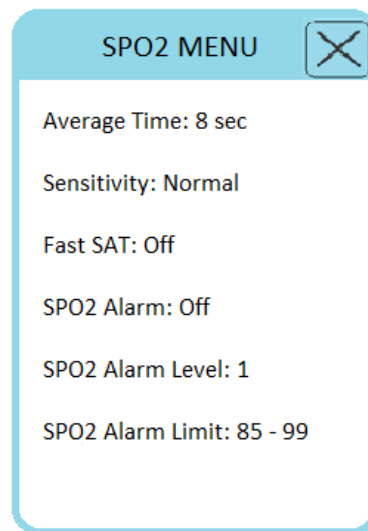 SPO2 MENU
Average Time: 8 sec
Sensitivity: Normal
Fast SAT: Off
SPO2 Alarm: Off
SPO2 Alarm Level: 1
SPO2 Alarm Limit: 85 - 99